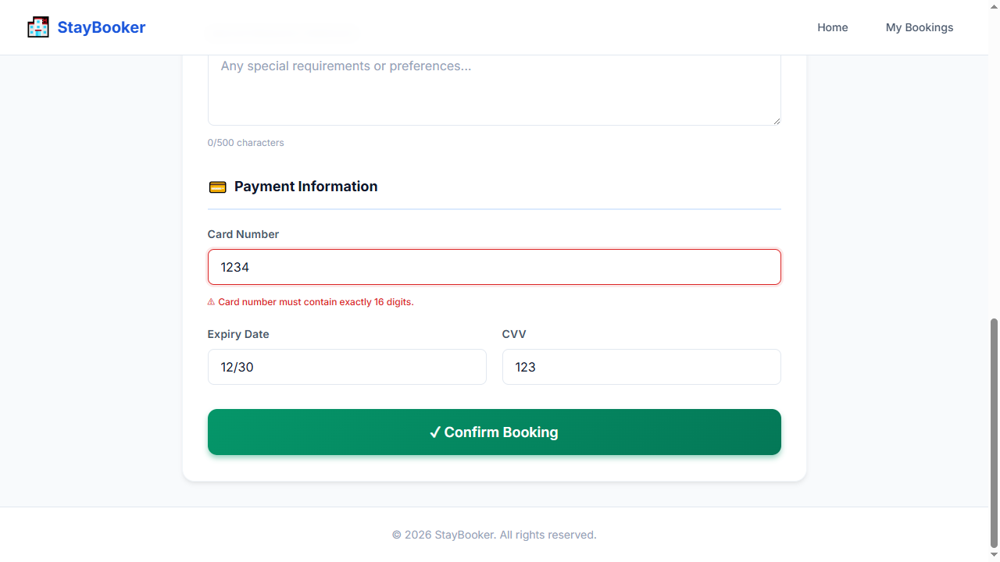 StayBooker
Home
My Bookings
Any special requirements or preferences...
0/500 characters
Payment Information
Card Number
1234
⚠ Card number must contain exactly 16 digits.
Expiry Date
CVV
12/30
123
✓ Confirm Booking
© 2026 StayBooker. All rights reserved.